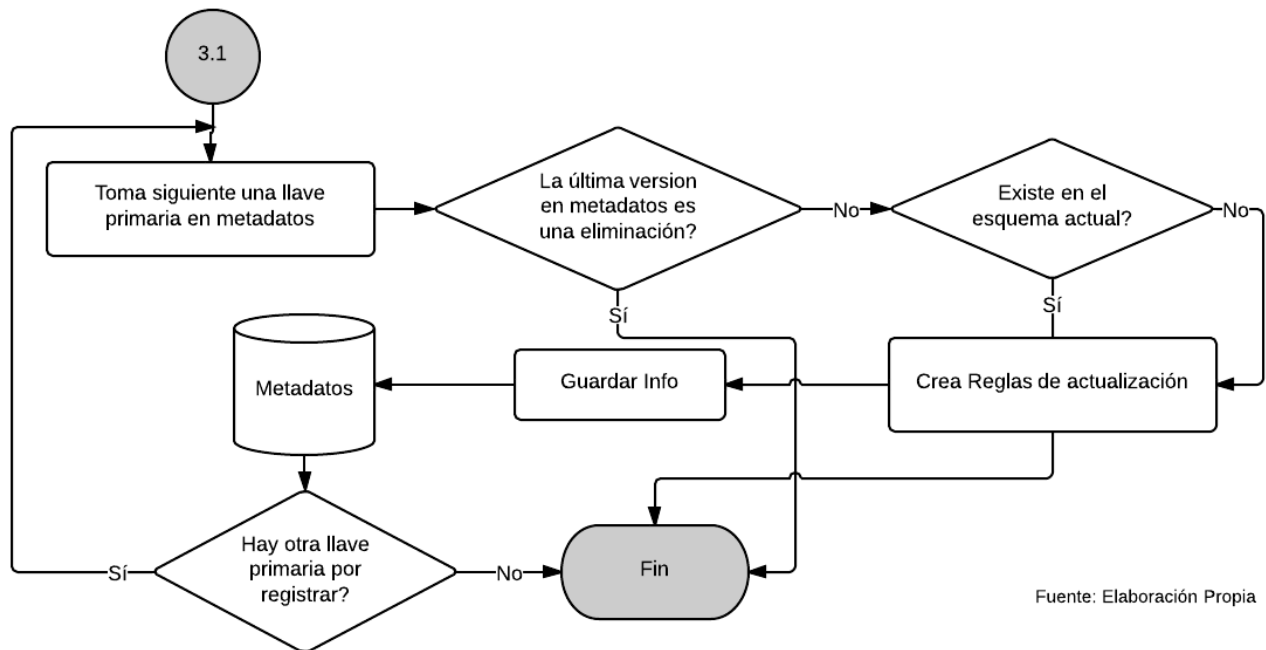 3.1
Toma siguiente una llave
primaria en metadatos
La última version
en metadatos es
una eliminación?
No
Existe en el
esquema actual?
No
Sí
Sí
Metadatos
Guardar Info
Crea Reglas de actualización
Hay otra llave
primaria por
registrar?
Sí
No
Fin
Fuente: Elaboración Propia